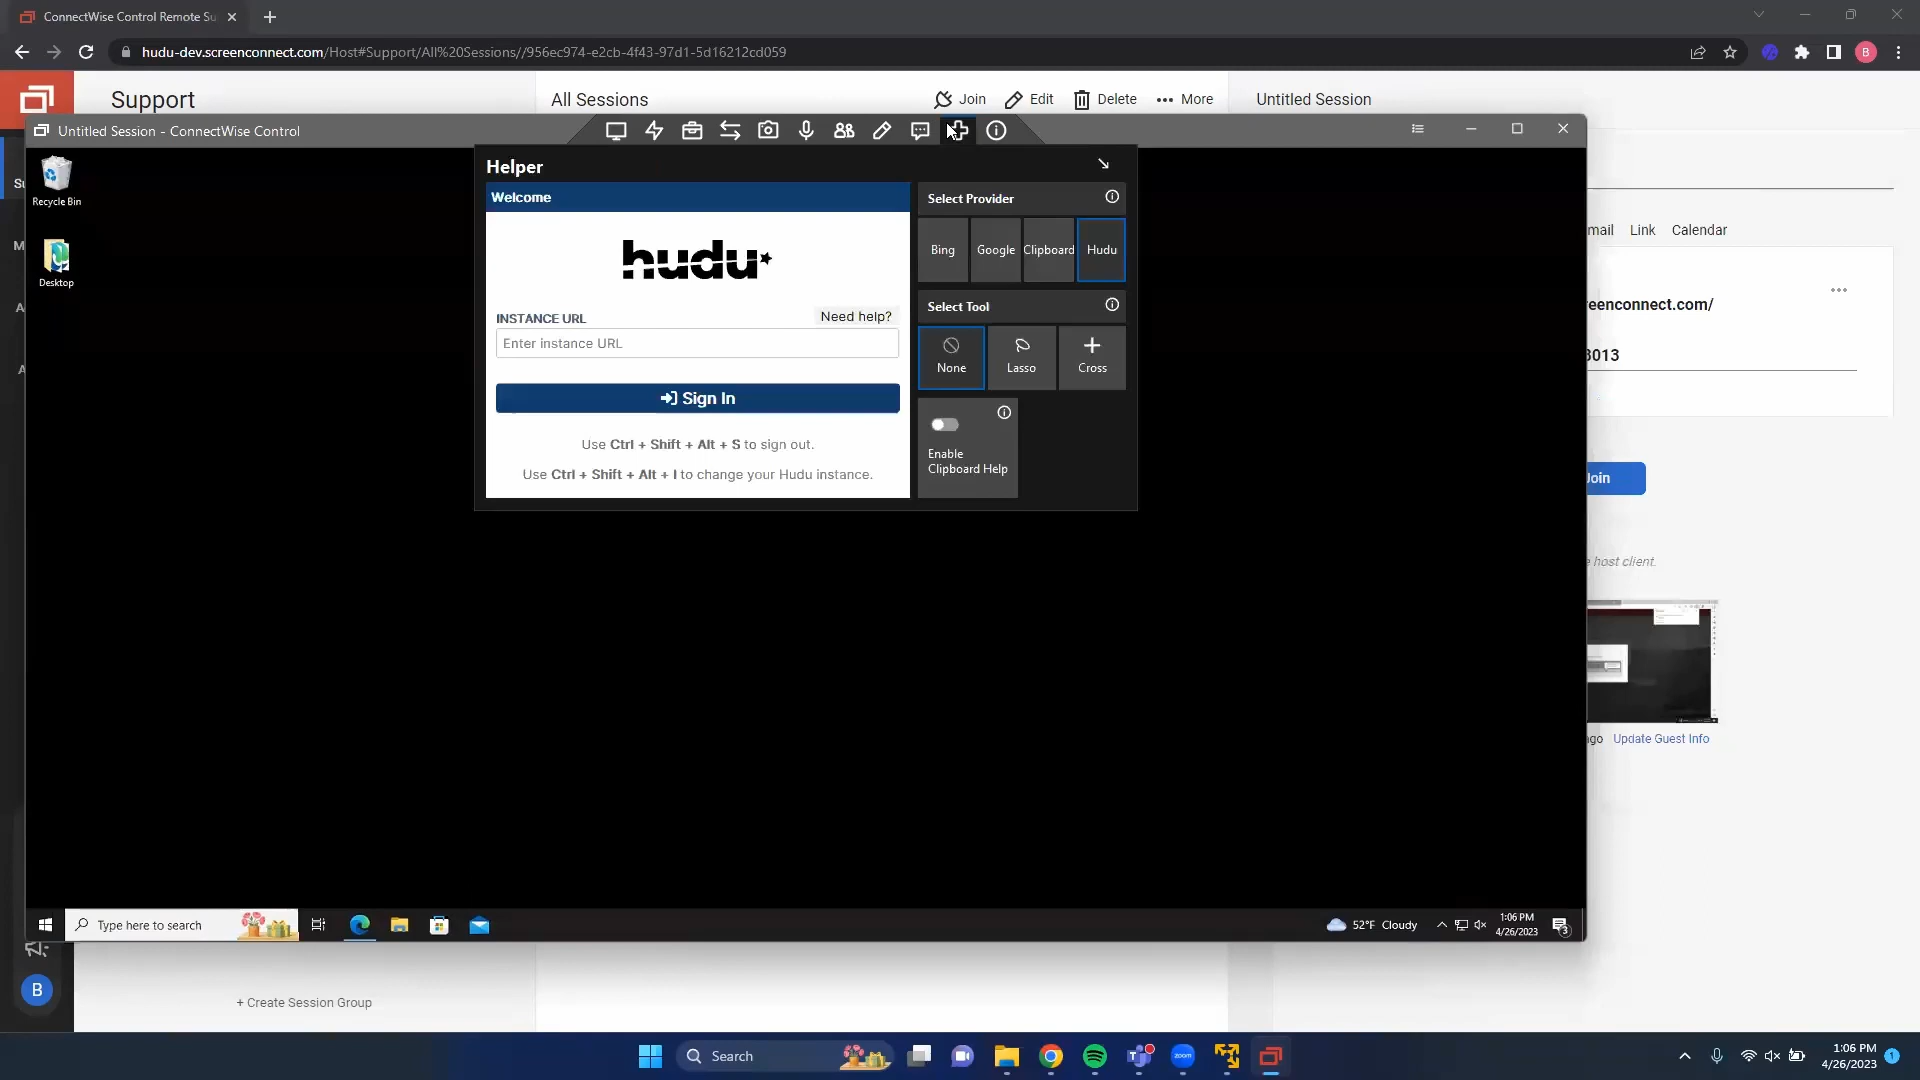 ConnectWise Control Remote Su
hudu-dev.screenconnect.com/Host#Support/All%20Sessions//956ec974-e2cb-4f43-97d1-5d16212cd059
B
Support
All Sessions
Join
Edit
Delete
More
Untitled Session
Untitled Session - ConnectWise Control
Recycle Bin
Desktop
Su
M
A
A
Helper
Welcome
hudu
INSTANCE URL
Need help?
Enter instance URL
Sign In
Use Ctrl + Shift + Alt + S to sign out.
Use Ctrl + Shift + Alt + I to change your Hudu instance.
Select Provider
Bing
Google
Clipboard
Hudu
Select Tool
None
Lasso
Cross
Enable
Clipboard Help
mail
Link
Calendar
eenconnect.com/
3013
Join
e host client.
ago
Update Guest Info
Type here to search
52°F Cloudy
1:06 PM
4/26/2023
3
B
+ Create Session Group
Search
zoom
1:06 PM
4/26/2023
1